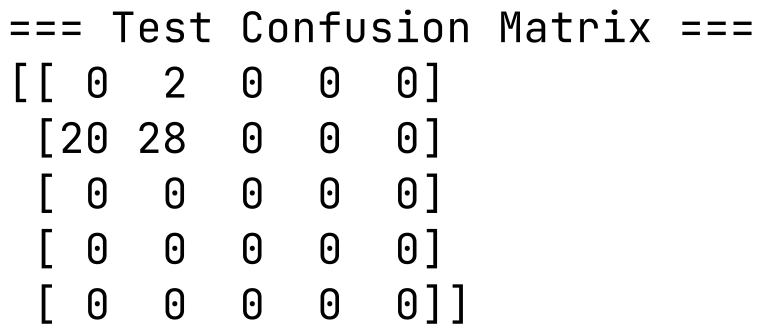 === Test Confusion Matrix ===
[[ 0  2  0  0  0]
 [20 28  0  0  0]
 [ 0  0  0  0  0]
 [ 0  0  0  0  0]
 [ 0  0  0  0  0]]